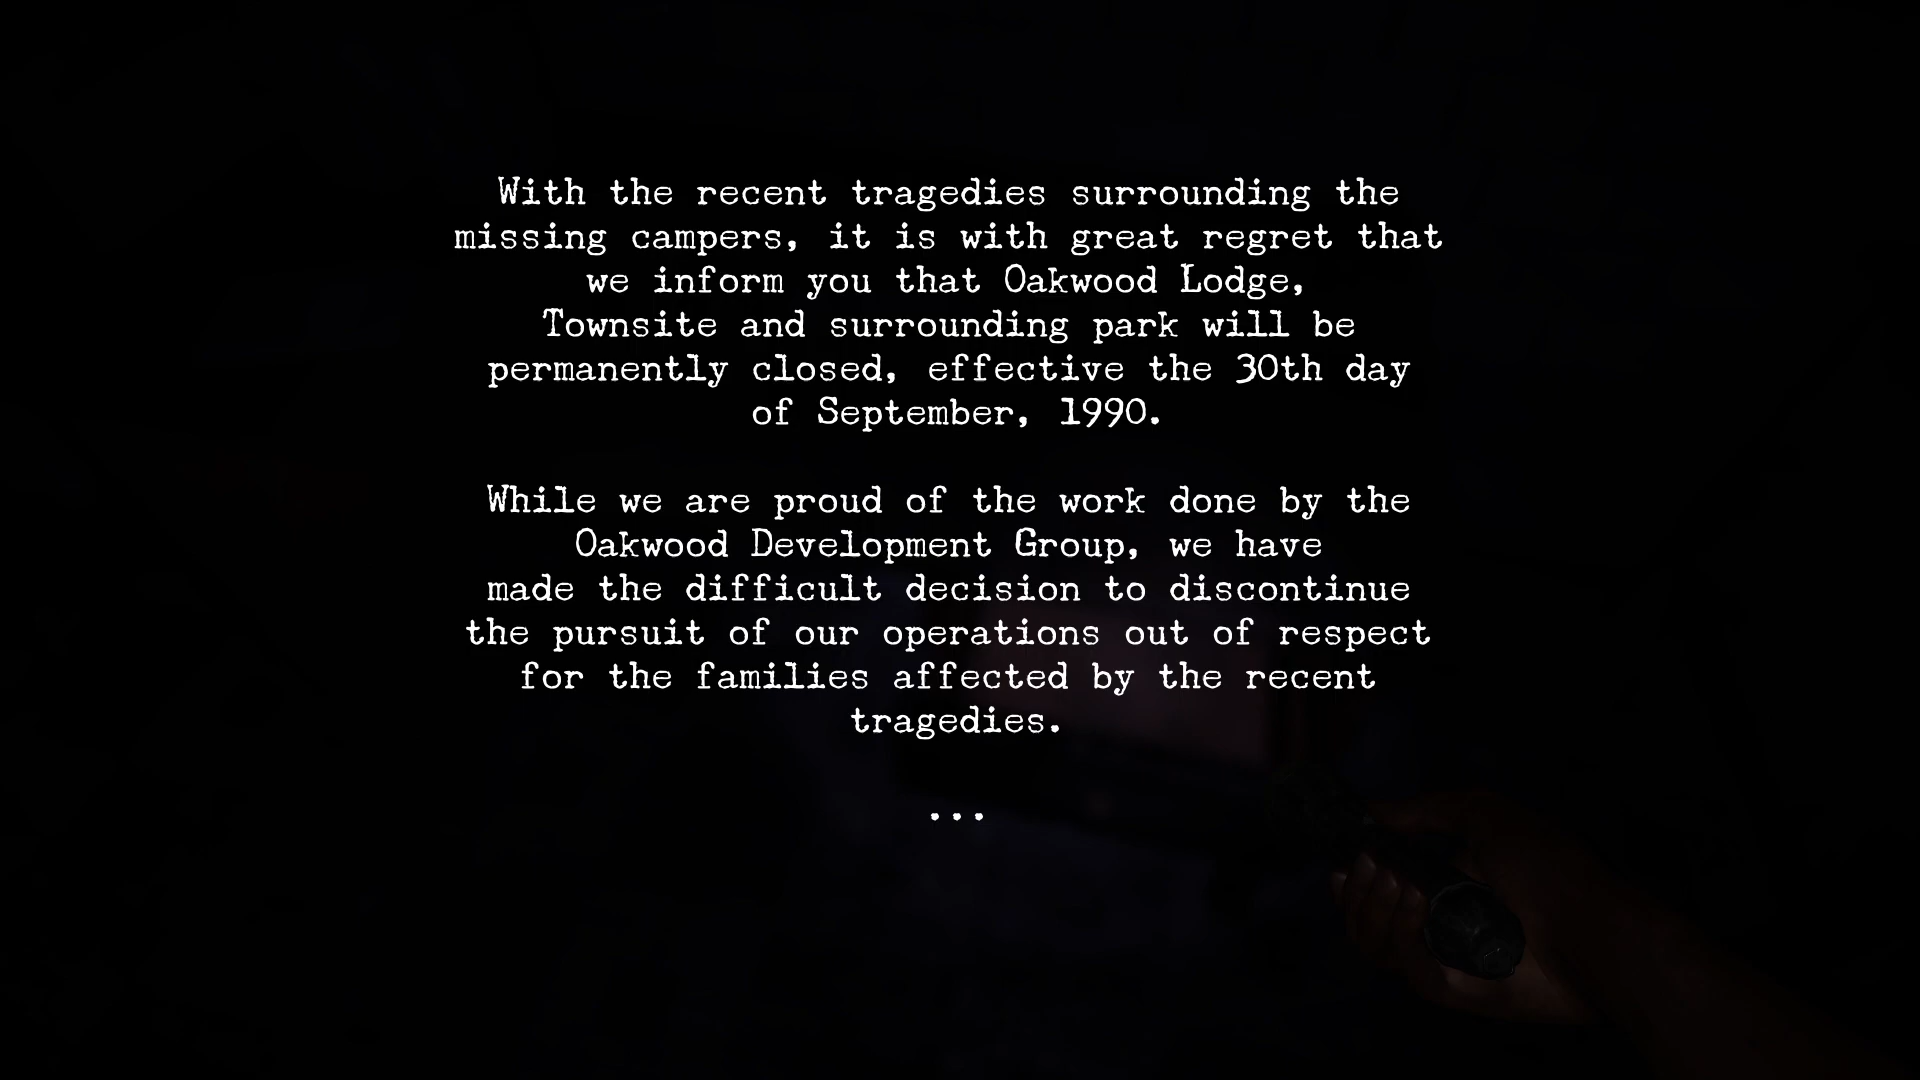 With the recent tragedies surrounding the
missing campers, it is with great regret that
we inform you that Oakwood Lodge,
Townsite and surrounding park will be
permanently closed, effective the 30th day
of September, 1990.
While we are proud of the work done by the
Oakwood Development Group, we have
made the difficult decision to discontinue
the pursuit of our operations out of respect
for the families affected by the recent
tragedies.
...